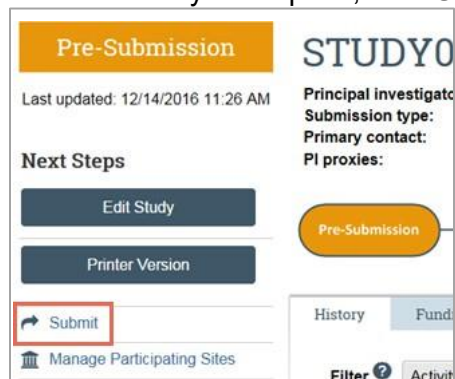 Pre-Submission
Last updated: 12/14/2016 11:26 AM
Next Steps
Edit Study
Printer Version
Submit
Manage Participating Sites
STUDY0
Principal investigato
Submission type:
Primary contact:
PI proxies:
Pre-Submission
History Fund
Filter ? Activit